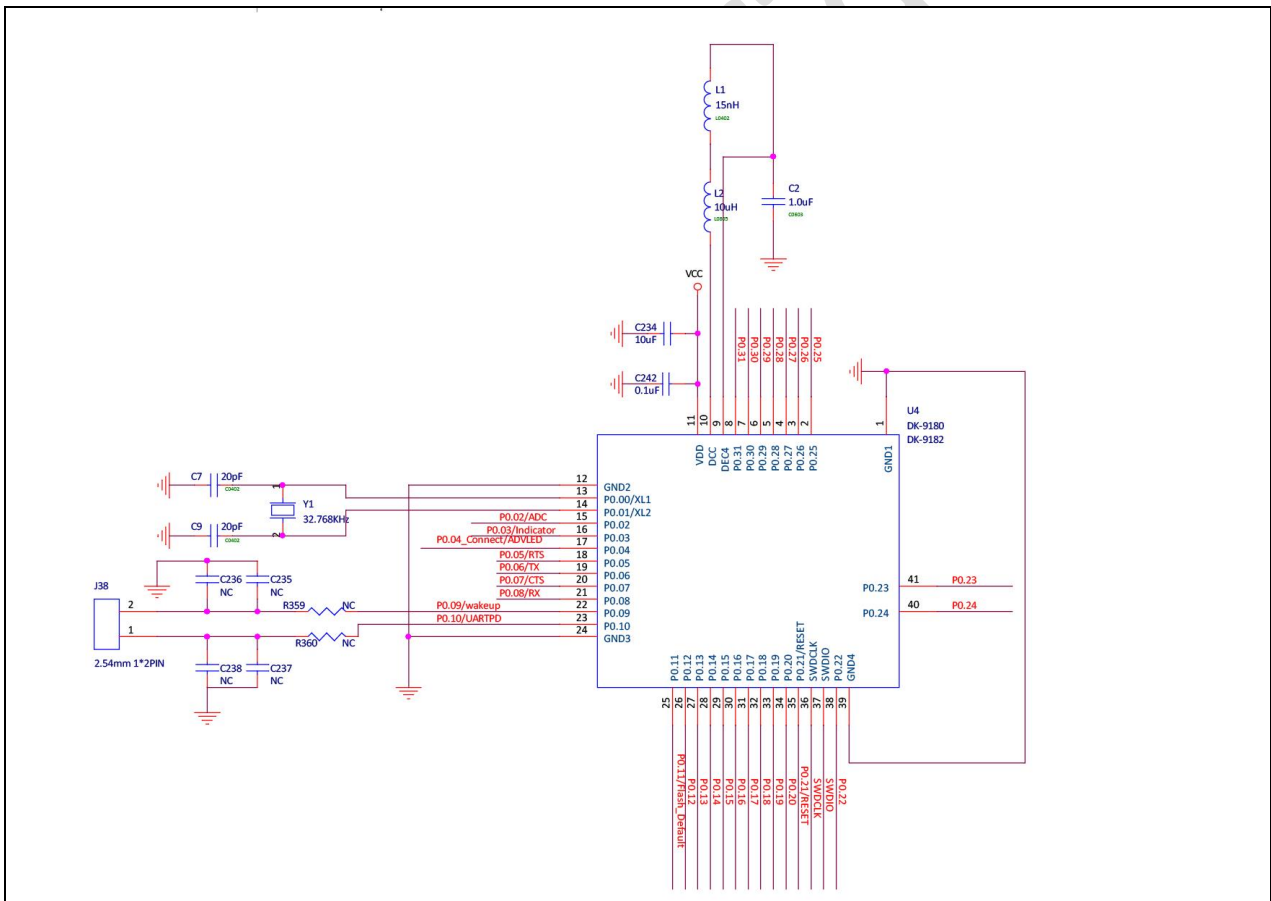 L1
15nH
L0402
L2
10uH
C2
1.0uF
C0603
VCC
C234
10uF
C242
0.1uF
P0.31
P0.30
P0.29
P0.28
P0.27
P0.26
P0.25
11
10
9
8
7
6
5
4
3
2
1
U4
DK-9180
DK-9182
VDD
DCC
DEC4
P0.31
P0.30
P0.29
P0.28
P0.27
P0.26
P0.25
GND1
C7
20pF
C0402
1
Y1
32.768KHz
2
C9
20pF
C0402
12
GND2
13
P0.00/XL1
14
P0.01/XL2
P0.02/ADC
15
P0.02
P0.03/Indicator
16
P0.03
P0.04_Connect/ADVLED
17
P0.04
P0.05/RTS
18
P0.05
P0.06/TX
19
P0.06
P0.07/CTS
20
P0.07
P0.08/RX
21
P0.08
P0.09/wakeup
22
P0.09
P0.10/UARTPD
23
P0.10
24
GND3
J38
2
1
2.54mm 1*2PIN
C236
NC
C235
NC
R359
NC
R360
NC
C238
NC
C237
NC
P0.23
41
P0.23
P0.24
40
P0.24
P0.11
P0.12
P0.13
P0.14
P0.15
P0.16
P0.17
P0.18
P0.19
P0.20
P0.21/RESET
SWDCLK
SWDIO
P0.22
GND4
25
26
27
28
29
30
31
32
33
34
35
36
37
38
39
P0.11/Flash_Default
P0.12
P0.13
P0.14
P0.15
P0.16
P0.17
P0.18
P0.19
P0.20
P0.21/RESET
SWDCLK
SWDIO
P0.22